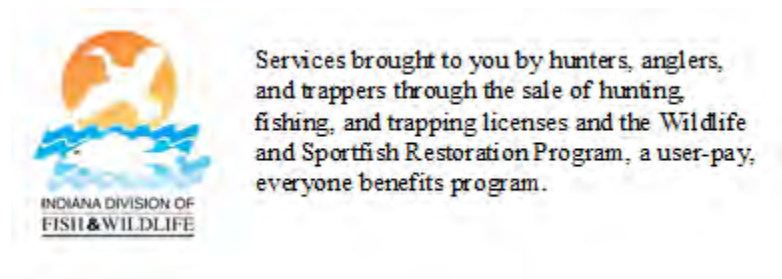 Services brought to you by hunters, anglers,
and trappers through the sale of hunting,
fishing, and trapping licenses and the Wildlife
and Sportfish Restoration Program, a user-pay,
everyone benefits program.
INDIANA DIVISION OF
FISH & WILDLIFE